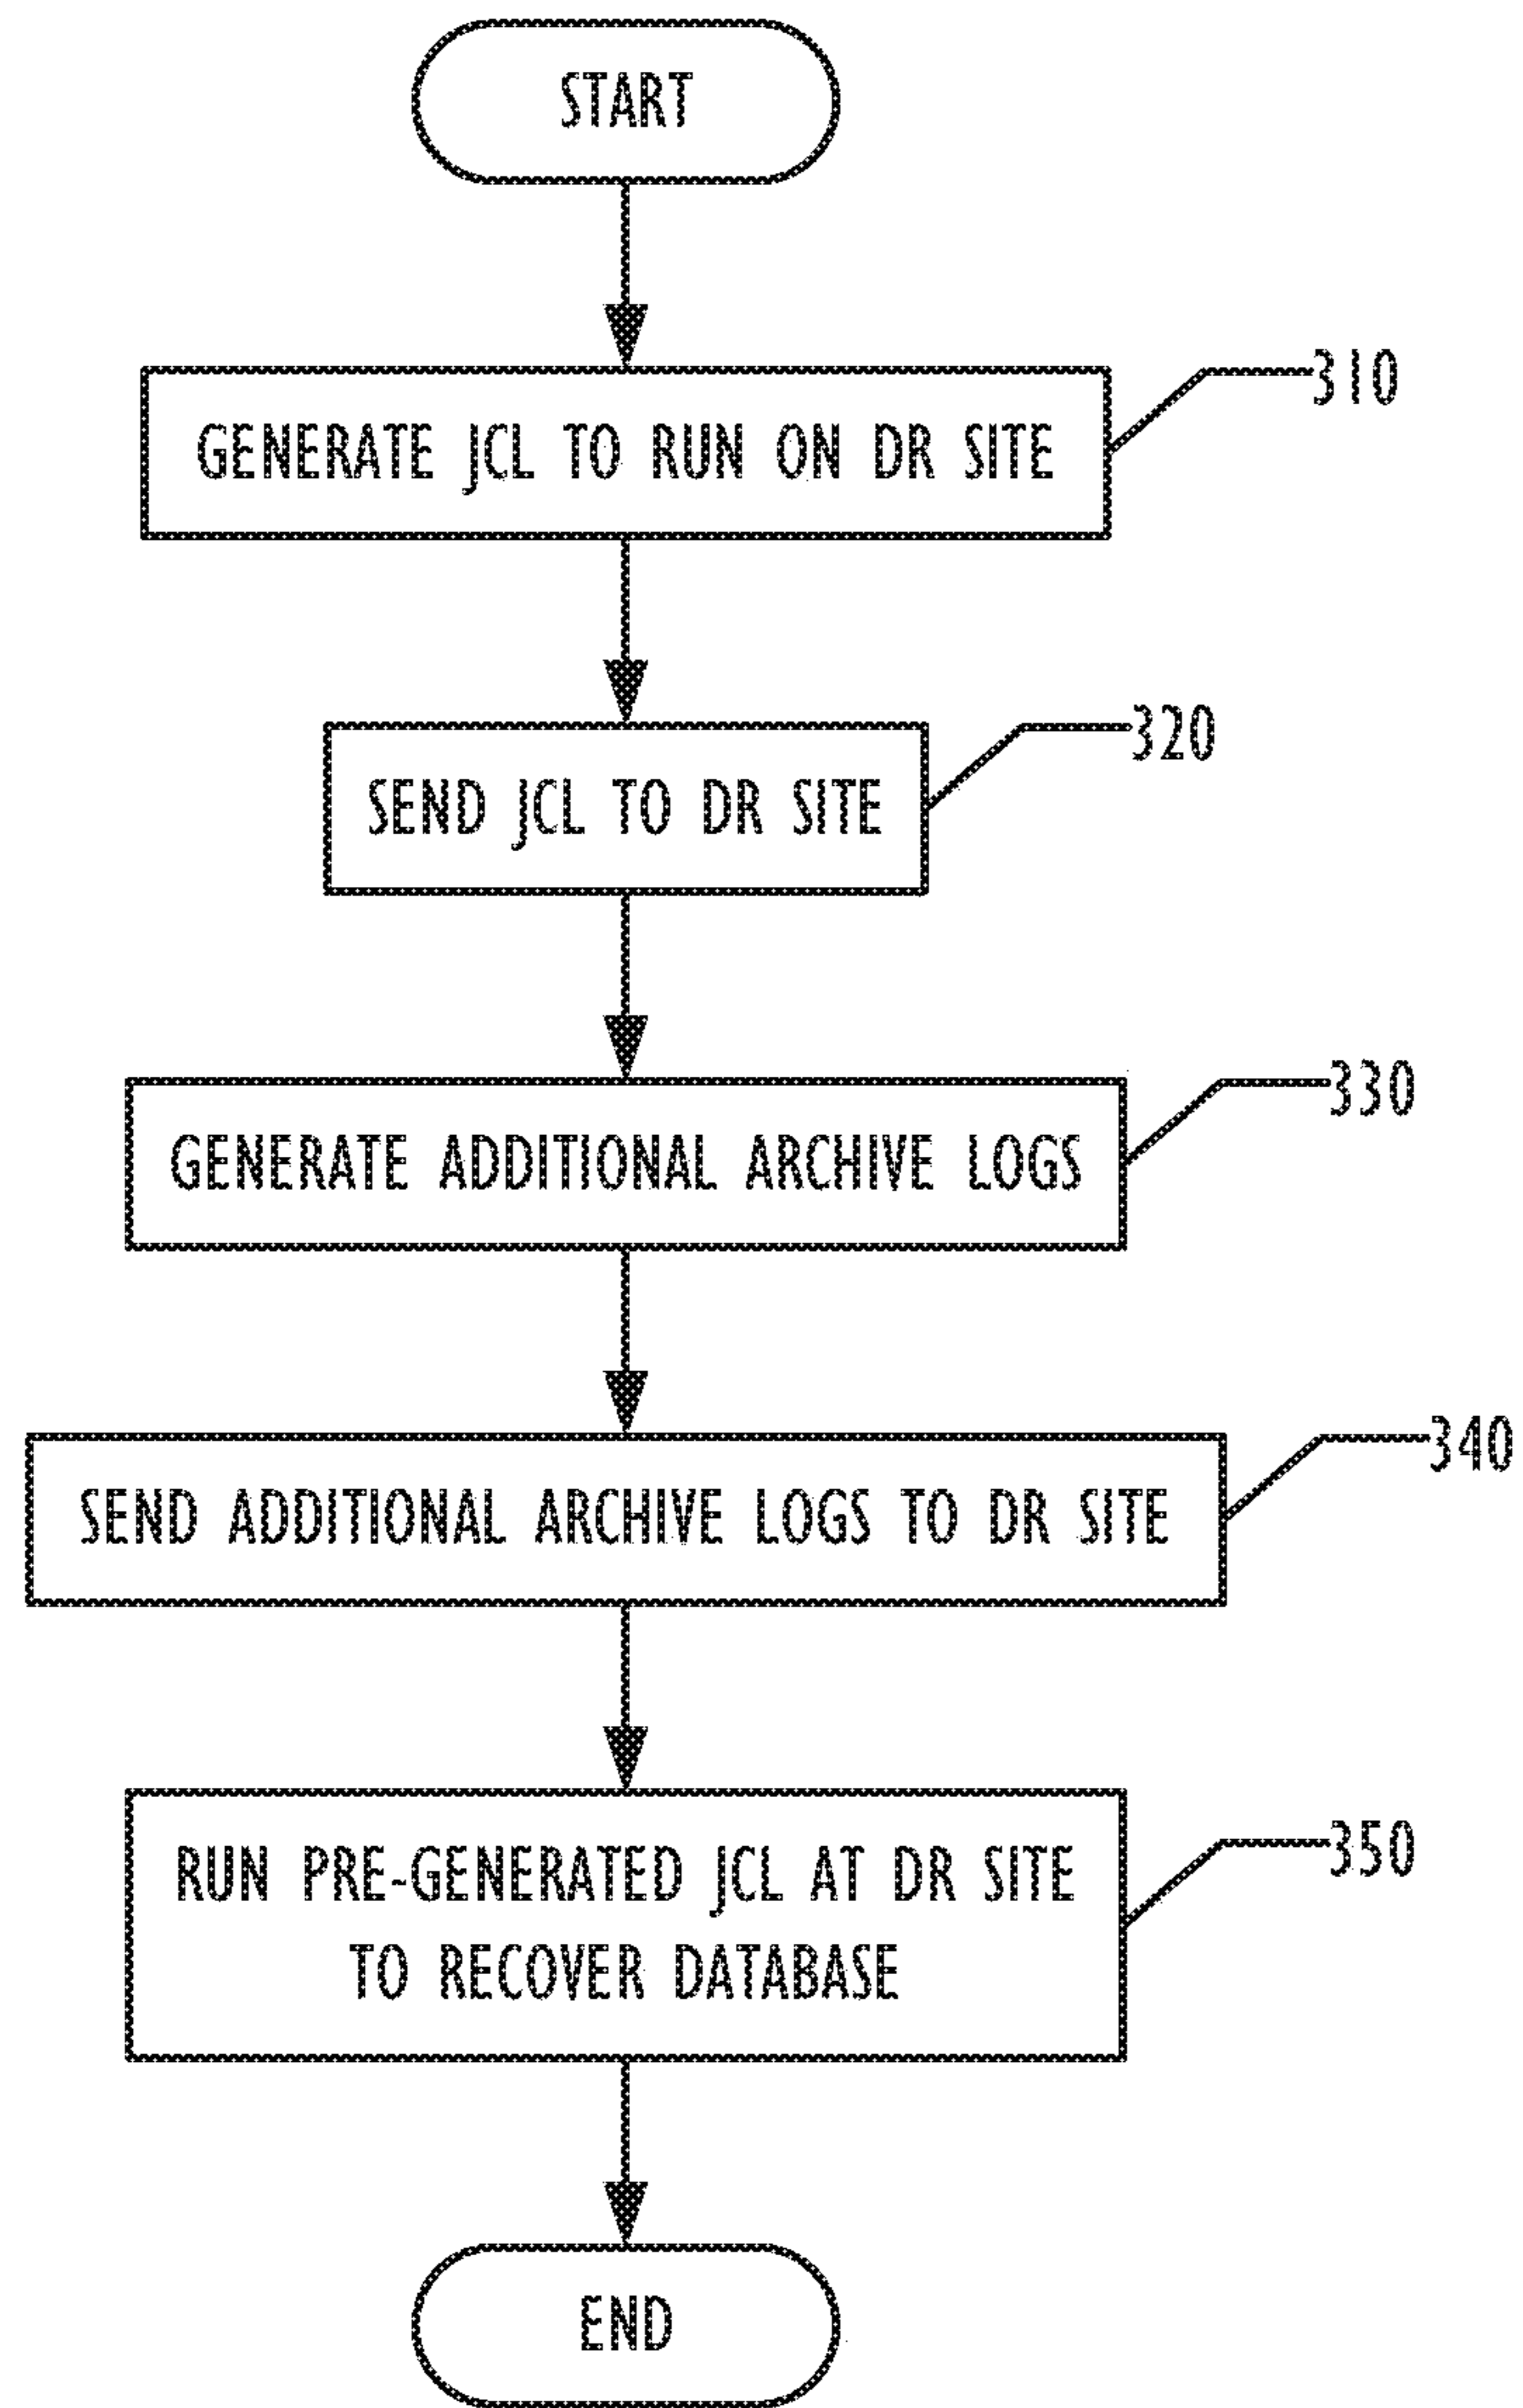 START
310
GENERATE JCL TO RUN ON DR SITE
320
SEND JCL TO DR SITE
330
GENERATE ADDITIONAL ARCHIVE LOGS
340
SEND ADDITIONAL ARCHIVE LOGS TO DR SITE
350
RUN PRE-GENERATED JCL AT DR SITE
TO RECOVER DATABASE
END